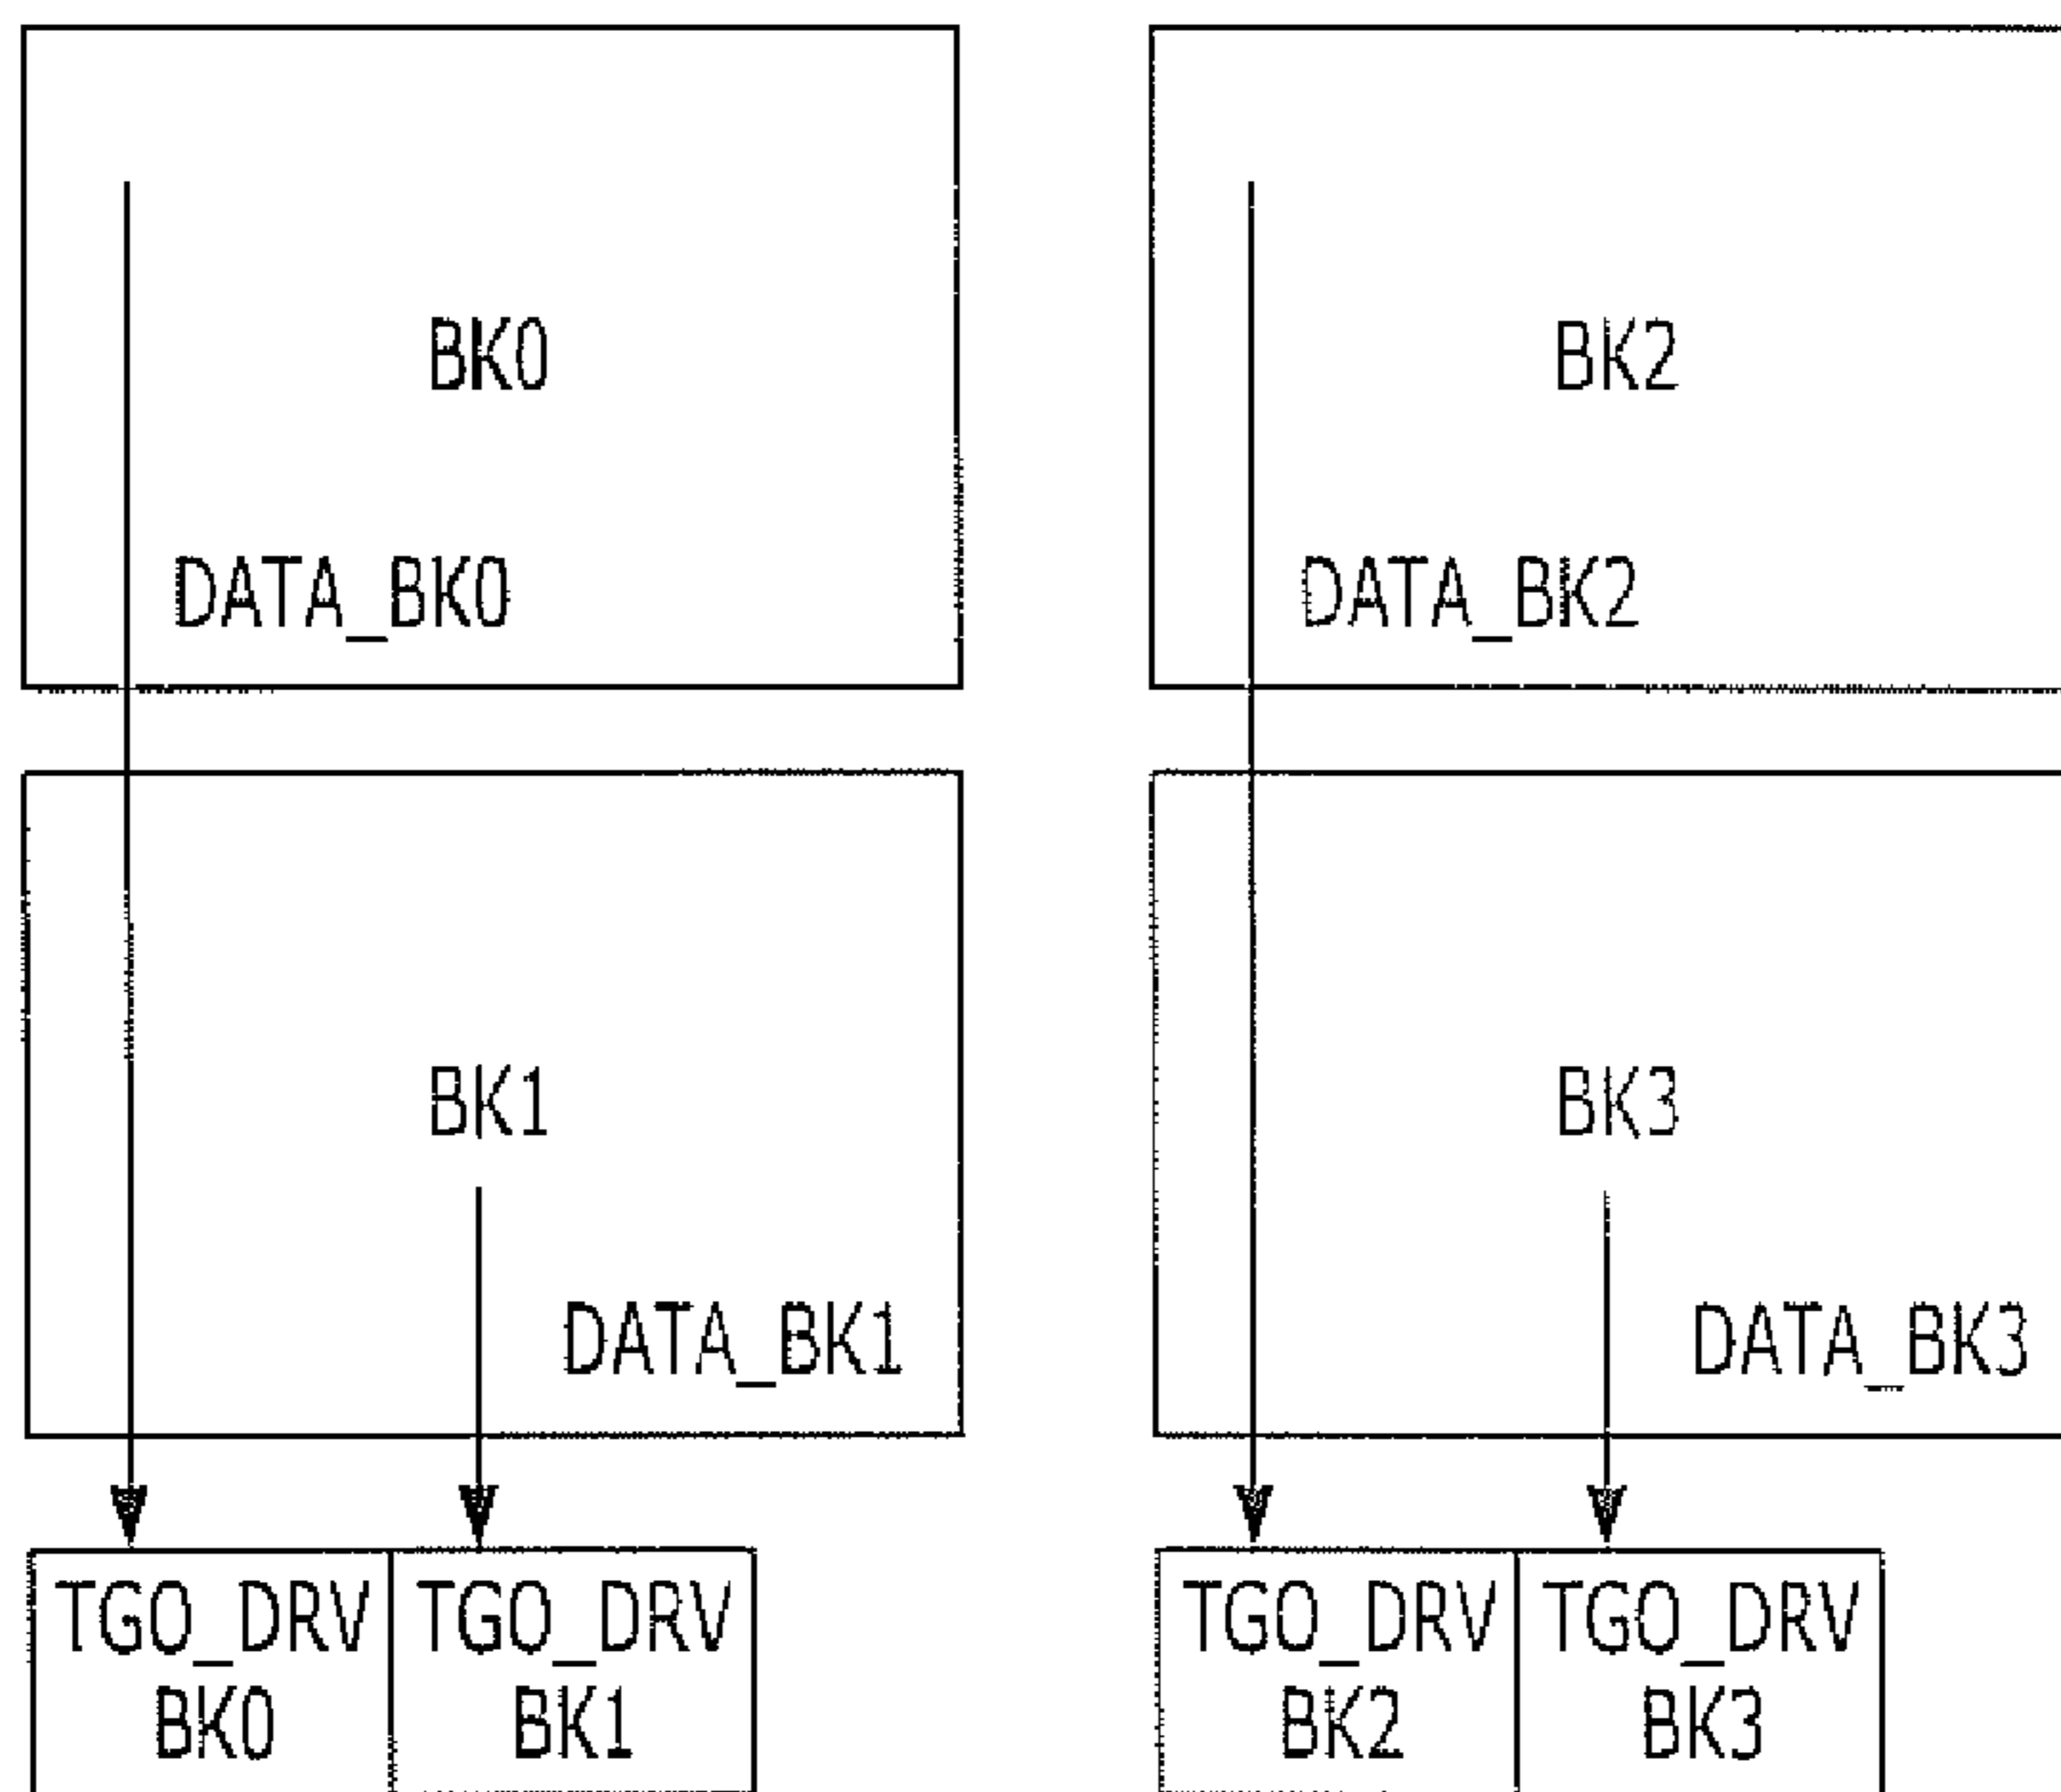 BK0
BK2
DATA_BK0
DATA_BK2
BK1
BK3
DATA_BK1
DATA_BK3
TGO_DRV
BK0
TGO_DRV
BK1
TGO_DRV
BK2
TGO_DRV
BK3